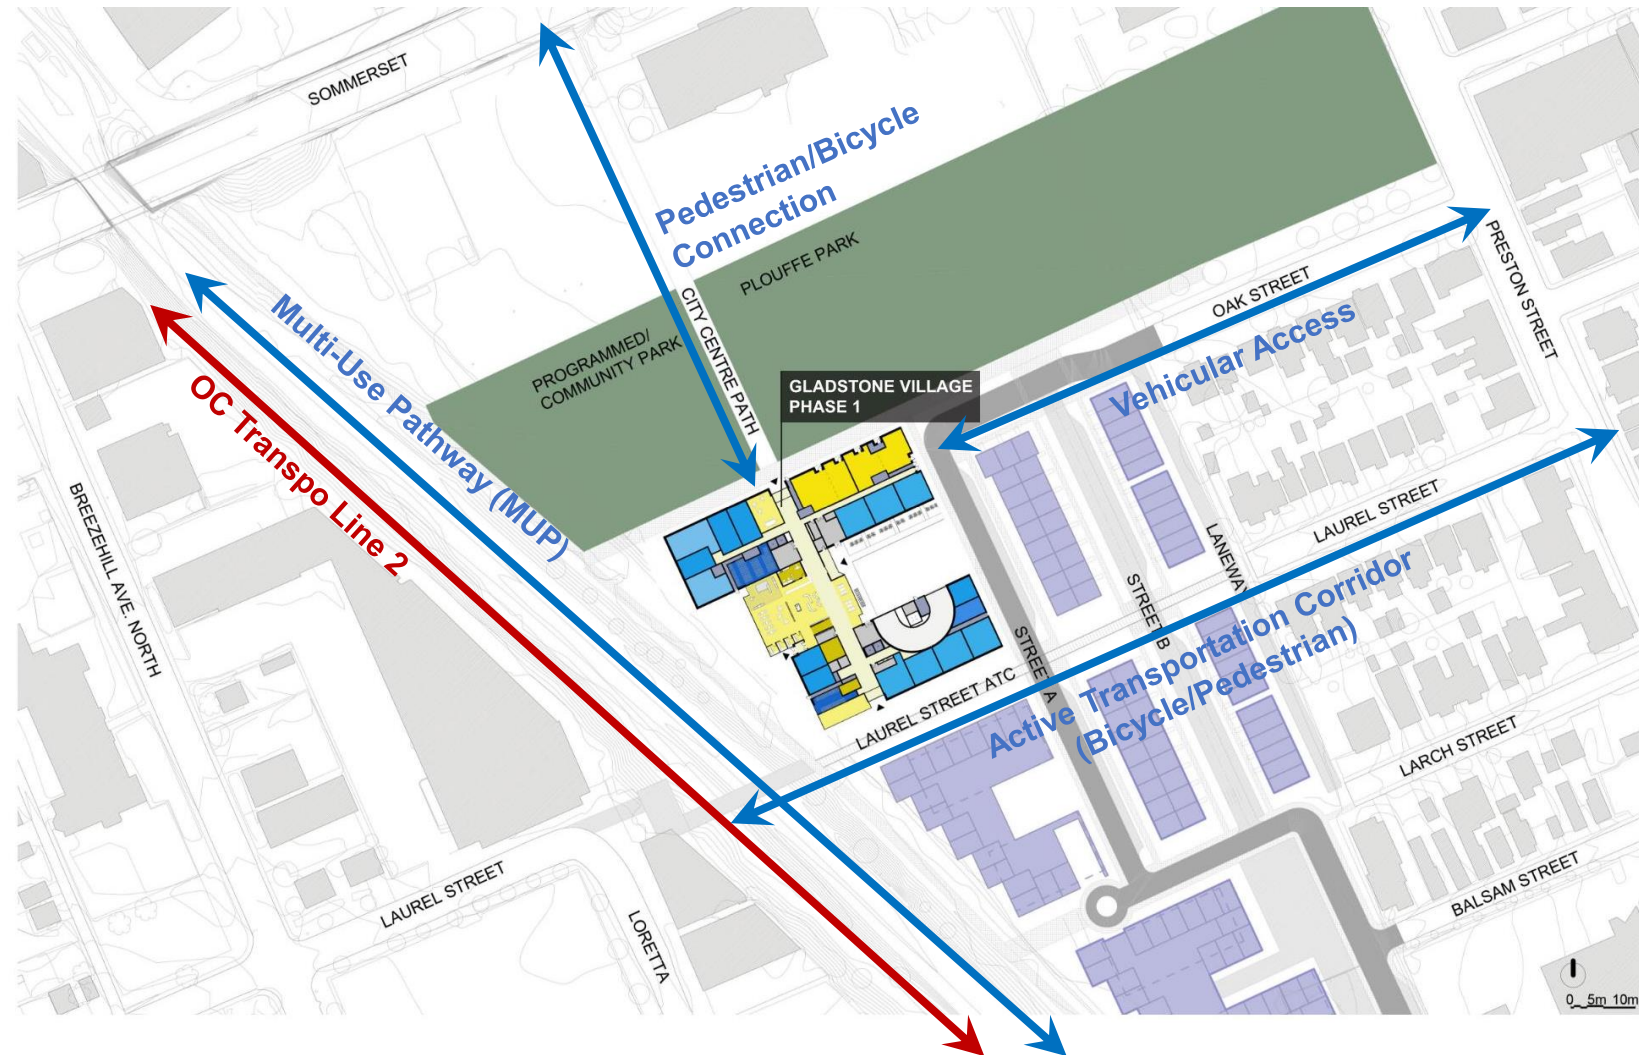 SOMMERSET
Pedestrian/Bicycle
Connection
PLOUFFE PARK
CITY CENTRE PATH
PROGRAMMED/
COMMUNITY PARK
OAK STREET
PRESTON STREET
Vehicular Access
GLADSTONE VILLAGE
PHASE 1
Multi-Use Pathway (MUP)
OC Transpo Line 2
BREEZEHILL AVE. NORTH
LAUREL STREET
LANEWAY
STREET B
STREET A
Active Transportation Corridor
(Bicycle/Pedestrian)
LAUREL STREET ATC
LARCH STREET
BALSAM STREET
LAUREL STREET
LORETTA
0 5m 10m